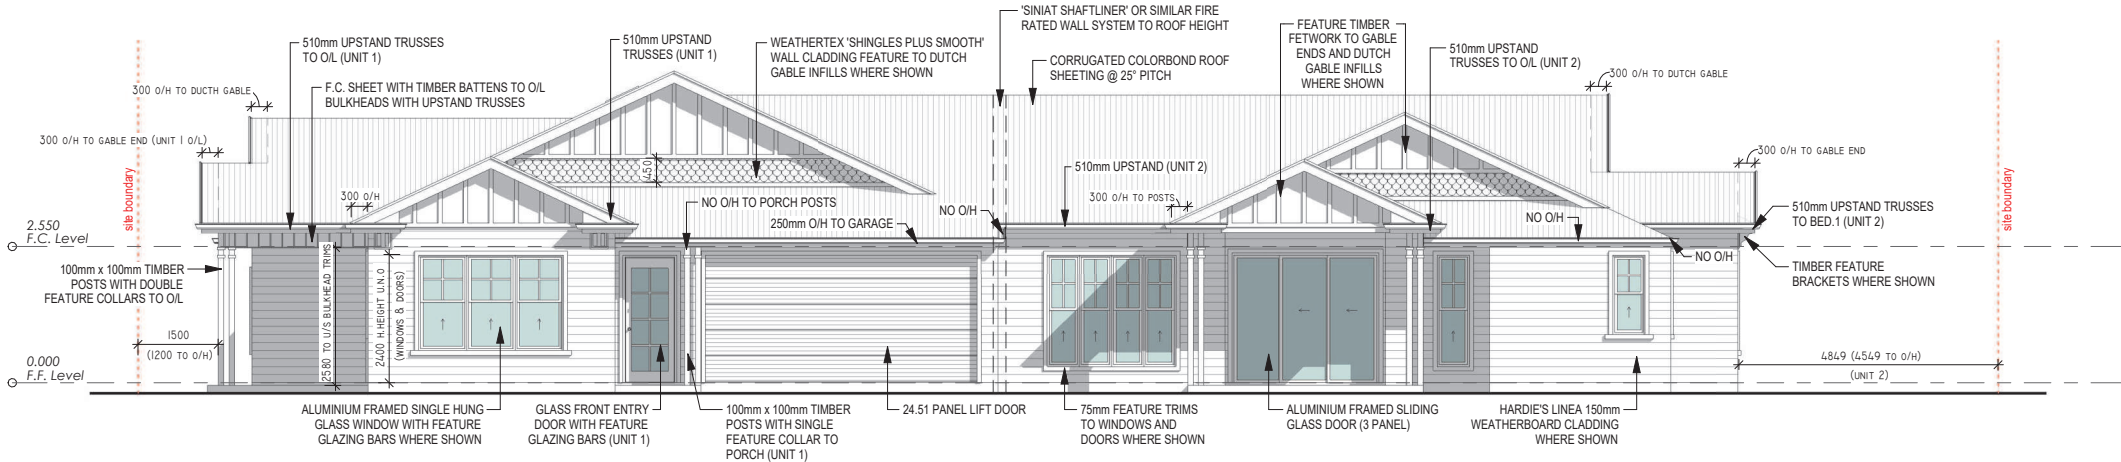 'SINIAT SHAFTLINER' OR SIMILAR FIRE
RATED WALL SYSTEM TO ROOF HEIGHT
510mm UPSTAND TRUSSES
TO O/L (UNIT 1)
510mm UPSTAND
TRUSSES (UNIT 1)
WEATHERTEX 'SHINGLES PLUS SMOOTH'
WALL CLADDING FEATURE TO DUTCH
GABLE INFILLS WHERE SHOWN
CORRUGATED COLORBOND ROOF
SHEETING @ 25° PITCH
FEATURE TIMBER
FETWORK TO GABLE
ENDS AND DUTCH
GABLE INFILLS
WHERE SHOWN
510mm UPSTAND
TRUSSES TO O/L (UNIT 2)
300 O/H TO DUTCH GABLE
300 O/H TO DUCTH GABLE
F.C. SHEET WITH TIMBER BATTENS TO O/L
BULKHEADS WITH UPSTAND TRUSSES
300 O/H TO GABLE END (UNIT 1 O/L)
300 O/H TO GABLE END
site boundary
300 O/H
450
NO O/H TO PORCH POSTS
250mm O/H TO GARAGE
NO O/H
510mm UPSTAND (UNIT 2)
300 O/H TO POSTS
NO O/H
NO O/H
510mm UPSTAND TRUSSES
TO BED.1 (UNIT 2)
site boundary
2.550
F.C. Level
100mm x 100mm TIMBER
POSTS WITH DOUBLE
FEATURE COLLARS TO O/L
2580 TO U/S BULKHEAD TRIMS
2400 H.HEIGHT U.N.O
(WINDOWS & DOORS)
TIMBER FEATURE
BRACKETS WHERE SHOWN
1500
(1200 TO O/H)
4849 (4549 TO O/H)
(UNIT 2)
0.000
F.F. Level
ALUMINIUM FRAMED SINGLE HUNG
GLASS WINDOW WITH FEATURE
GLAZING BARS WHERE SHOWN
GLASS FRONT ENTRY
DOOR WITH FEATURE
GLAZING BARS (UNIT 1)
100mm x 100mm TIMBER
POSTS WITH SINGLE
FEATURE COLLAR TO
PORCH (UNIT 1)
24.51 PANEL LIFT DOOR
75mm FEATURE TRIMS
TO WINDOWS AND
DOORS WHERE SHOWN
ALUMINIUM FRAMED SLIDING
GLASS DOOR (3 PANEL)
HARDIE'S LINEA 150mm
WEATHERBOARD CLADDING
WHERE SHOWN